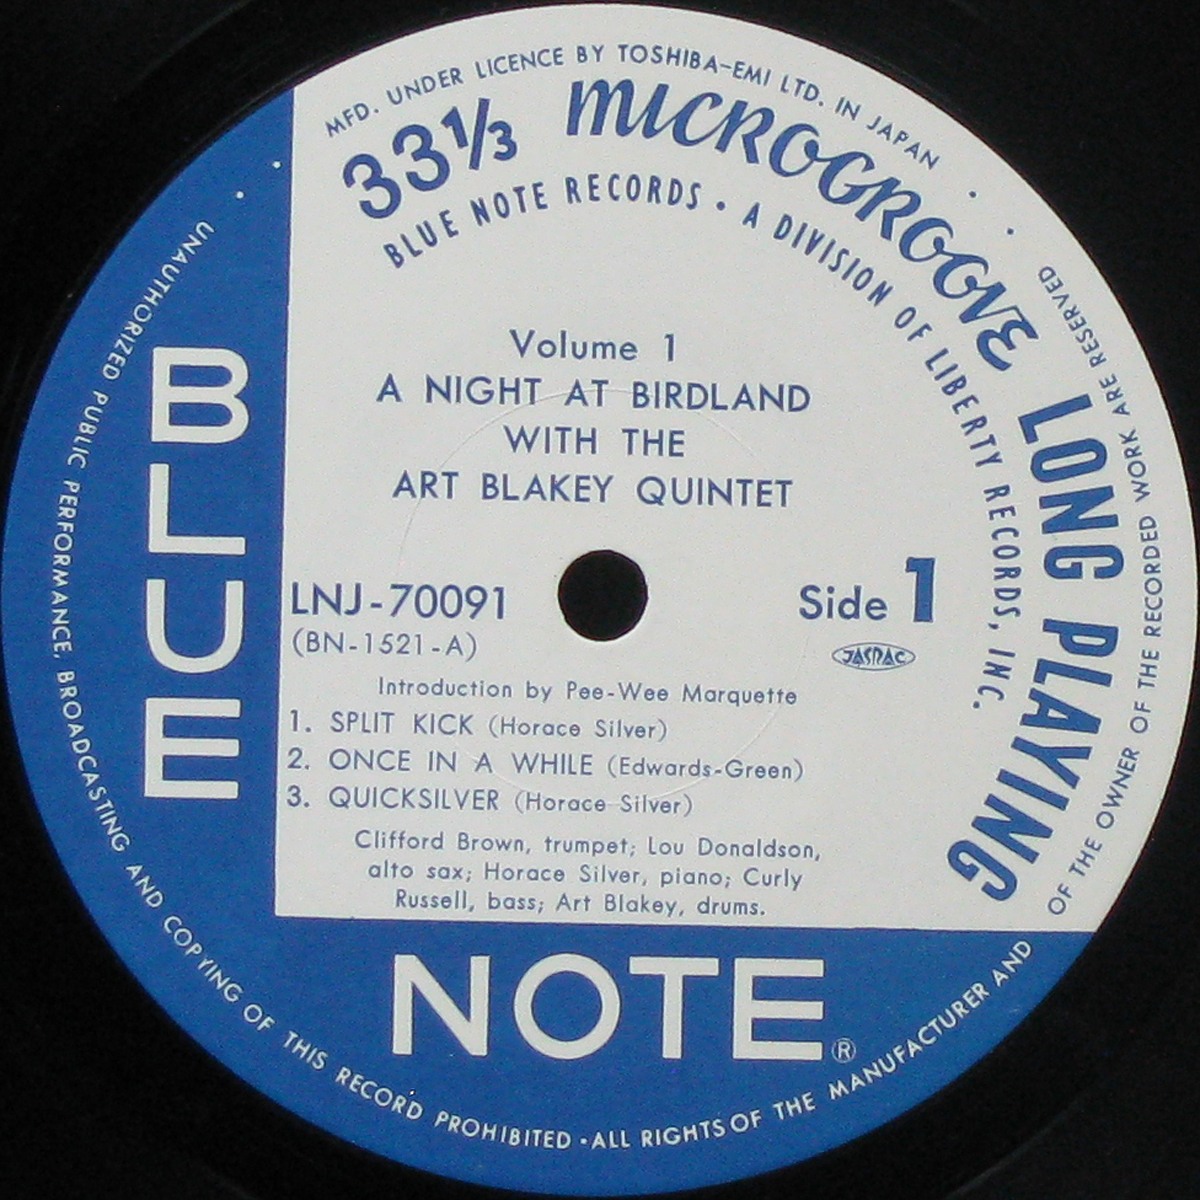 MFD. UNDER LICENCE BY TOSHIBA-EMI LTD. IN JAPAN
33⅓ MICROGROOVE LONG PLAYING
BLUE NOTE RECORDS • A DIVISION OF LIBERTY RECORDS, INC.
Volume 1
A NIGHT AT BIRDLAND
WITH THE
ART BLAKEY QUINTET
LNJ-70091
(BN-1521-A)
Side 1
JASRAC
Introduction by Pee-Wee Marquette
1. SPLIT KICK (Horace Silver)
2. ONCE IN A WHILE (Edwards-Green)
3. QUICKSILVER (Horace Silver)
Clifford Brown, trumpet; Lou Donaldson,
alto sax; Horace Silver, piano; Curly
Russell, bass; Art Blakey, drums.
BLUE
NOTE®
UNAUTHORIZED PUBLIC PERFORMANCE, BROADCASTING AND COPYING OF THIS RECORD PROHIBITED • ALL RIGHTS OF THE MANUFACTURER AND OF THE OWNER OF THE RECORDED WORK ARE RESERVED